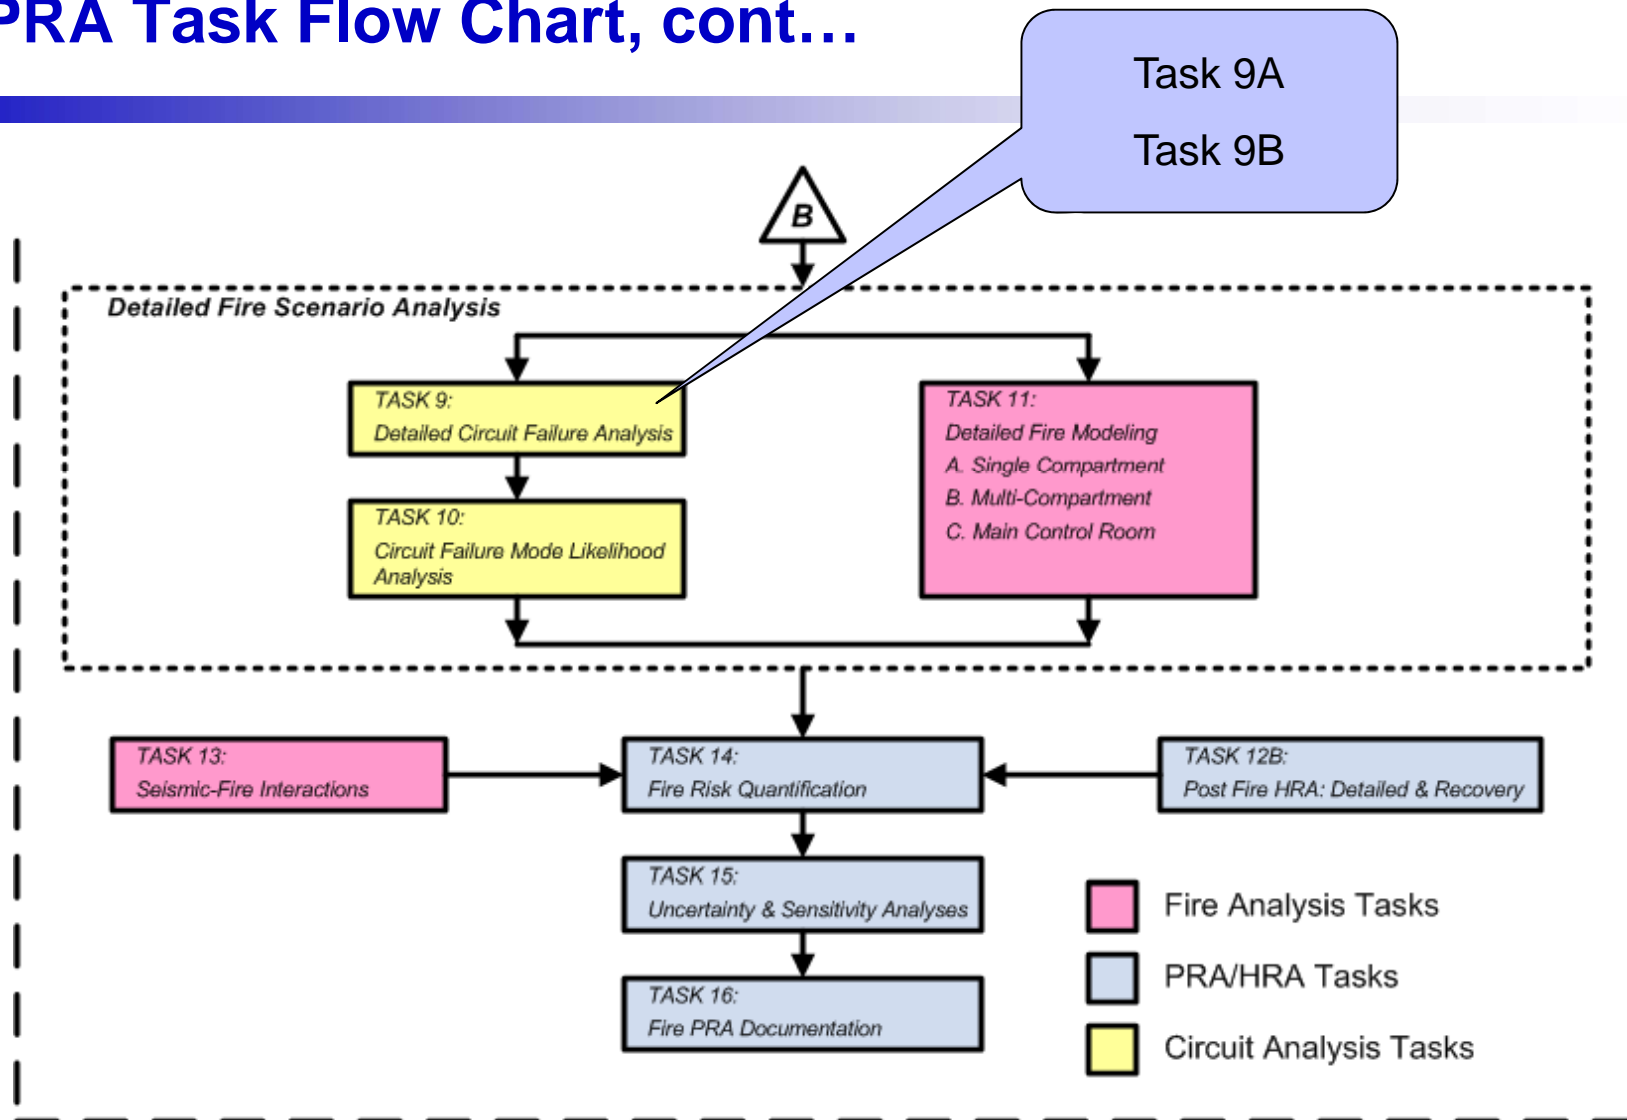 PRA Task Flow Chart, cont…
Task 9A
Task 9B
B
Detailed Fire Scenario Analysis
TASK 9:
Detailed Circuit Failure Analysis
TASK 10:
Circuit Failure Mode Likelihood
Analysis
TASK 11:
Detailed Fire Modeling
A. Single Compartment
B. Multi-Compartment
C. Main Control Room
TASK 13:
Seismic-Fire Interactions
TASK 14:
Fire Risk Quantification
TASK 12B:
Post Fire HRA: Detailed & Recovery
TASK 15:
Uncertainty & Sensitivity Analyses
TASK 16:
Fire PRA Documentation
Fire Analysis Tasks
PRA/HRA Tasks
Circuit Analysis Tasks